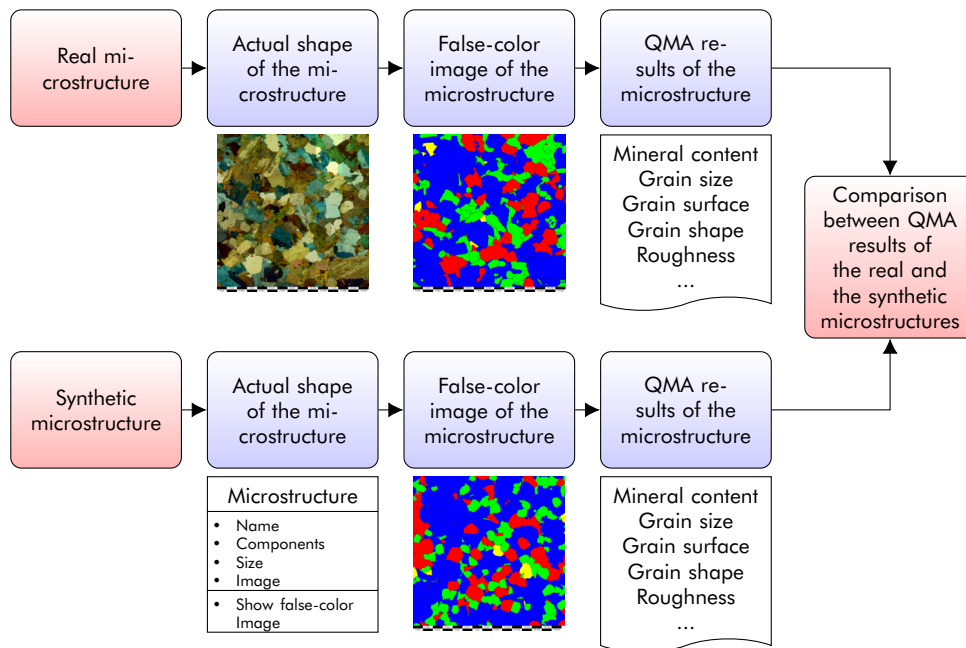 Real mi-
crostructure
Actual shape
of the mi-
crostructure
False-color
image of the
microstructure
QMA re-
sults of the
microstructure
Mineral content
Grain size
Grain surface
Grain shape
Roughness
...
Comparison
between QMA
results of
the real and
the synthetic
microstructures
Synthetic
microstructure
Actual shape
of the mi-
crostructure
False-color
image of the
microstructure
QMA re-
sults of the
microstructure
Microstructure
• Name
• Components
• Size
• Image
• Show false-color
Image
Mineral content
Grain size
Grain surface
Grain shape
Roughness
...